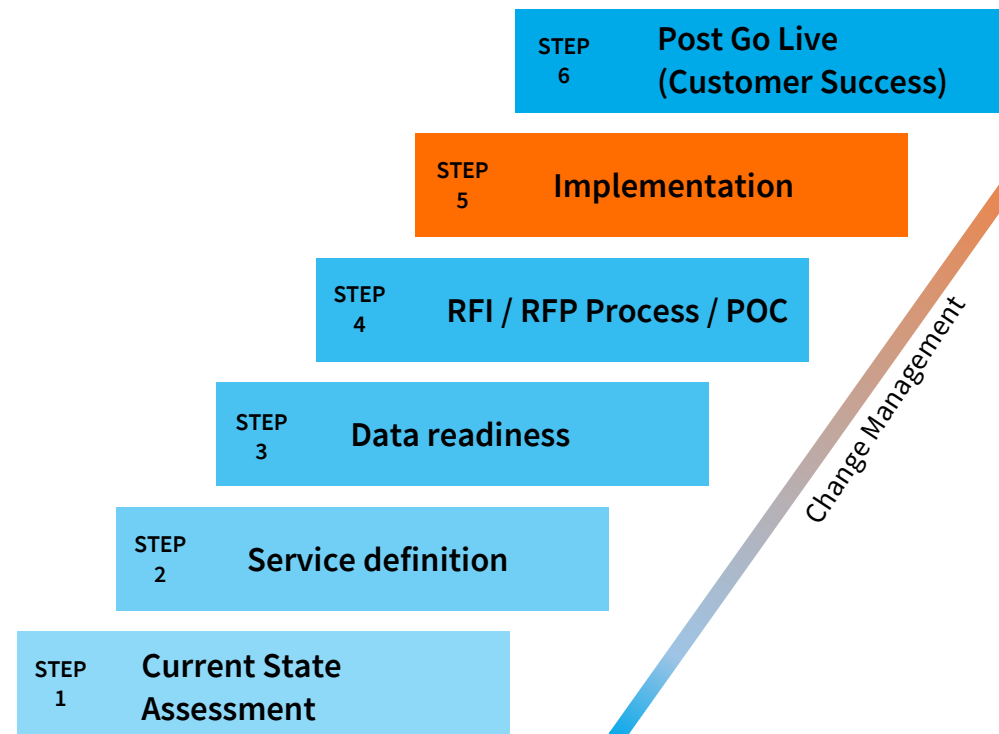 STEP
6
Post Go Live
(Customer Success)
STEP
5
Implementation
STEP
4
RFI / RFP Process / POC
STEP
3
Data readiness
STEP
2
Service definition
STEP
1
Current State
Assessment
Change Management